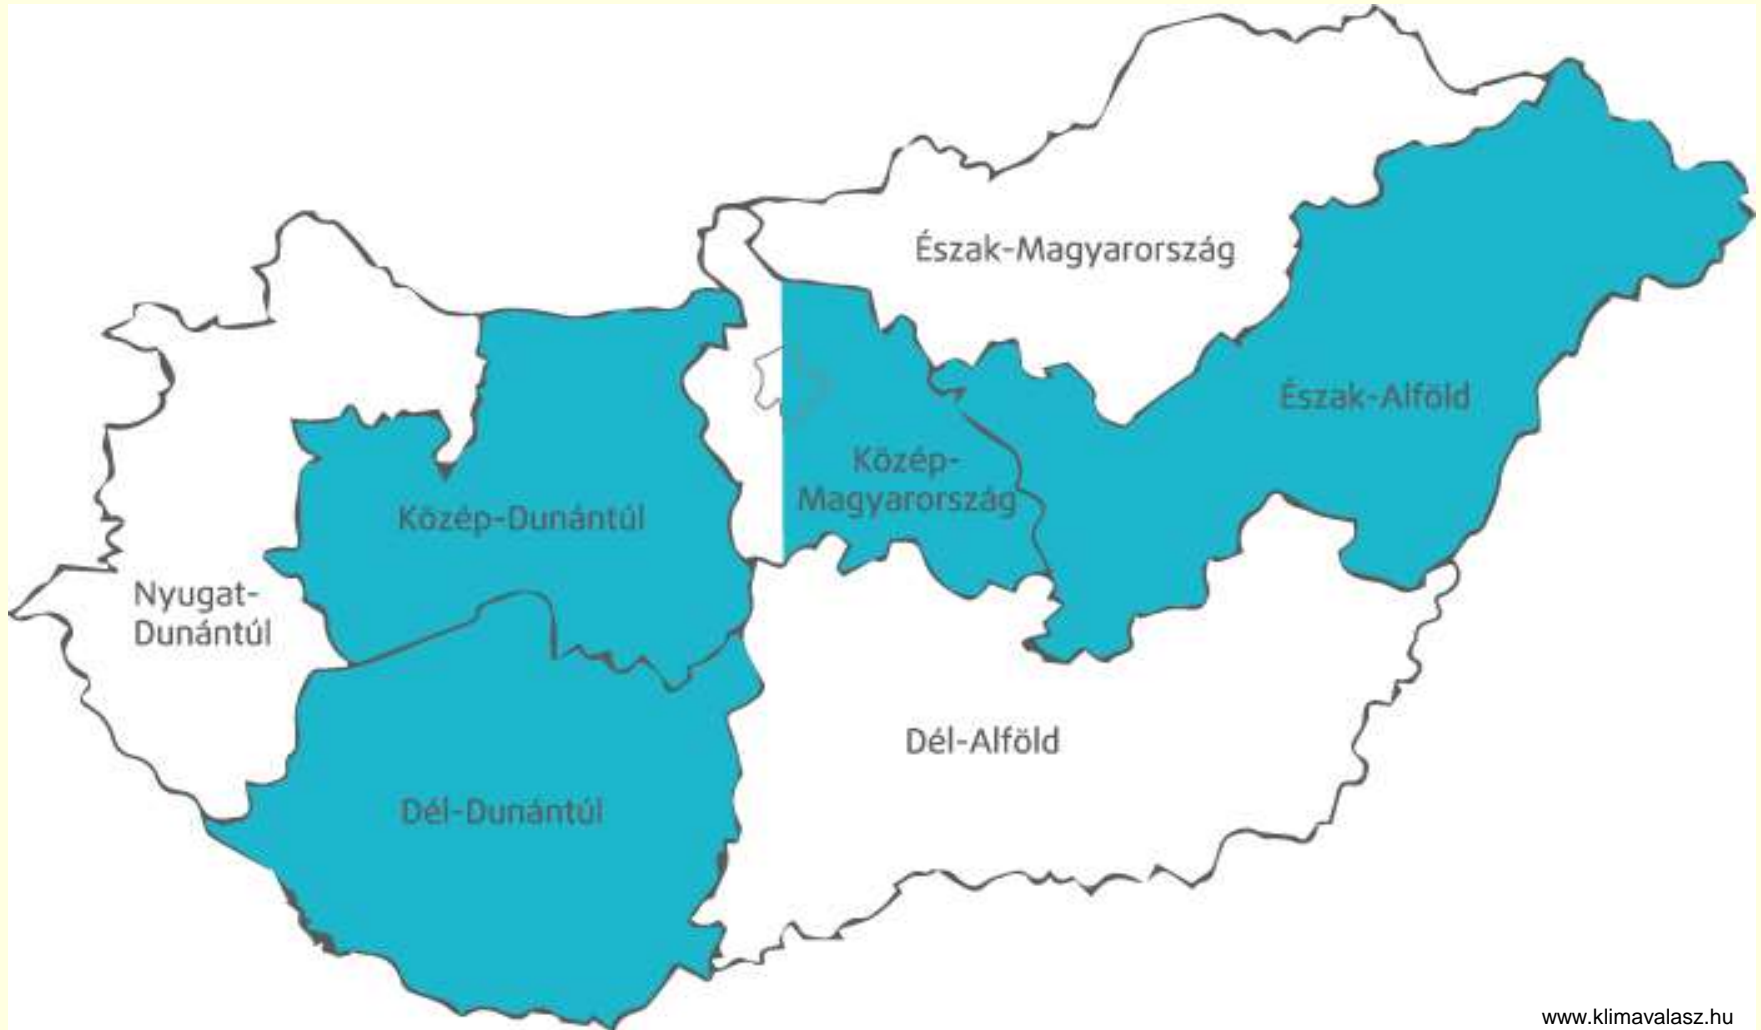 Észak-Magyarország
Észak-Alföld
Közép-
Magyarország
Közép-Dunántúl
Nyugat-
Dunántúl
Dél-Alföld
Dél-Dunántúl
www.klimavalasz.hu